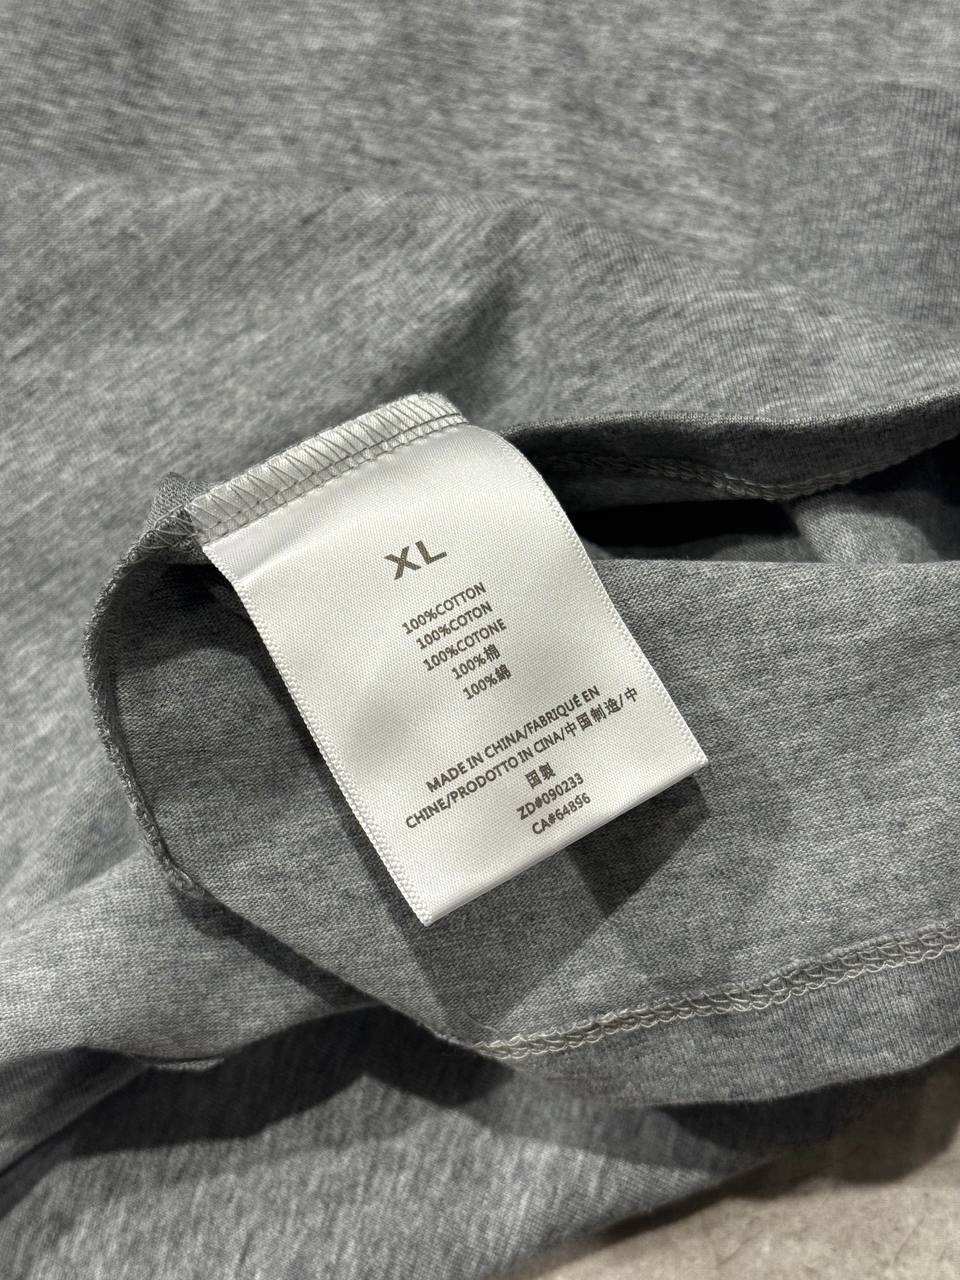 XL
100%COTTON
100%COTON
100%COTONE
100%棉
100%綿
MADE IN CHINA/FABRIQUÉ EN
CHINE/PRODOTTO IN CINA/中国制造/中
国製
ZD#090233
CA#64896